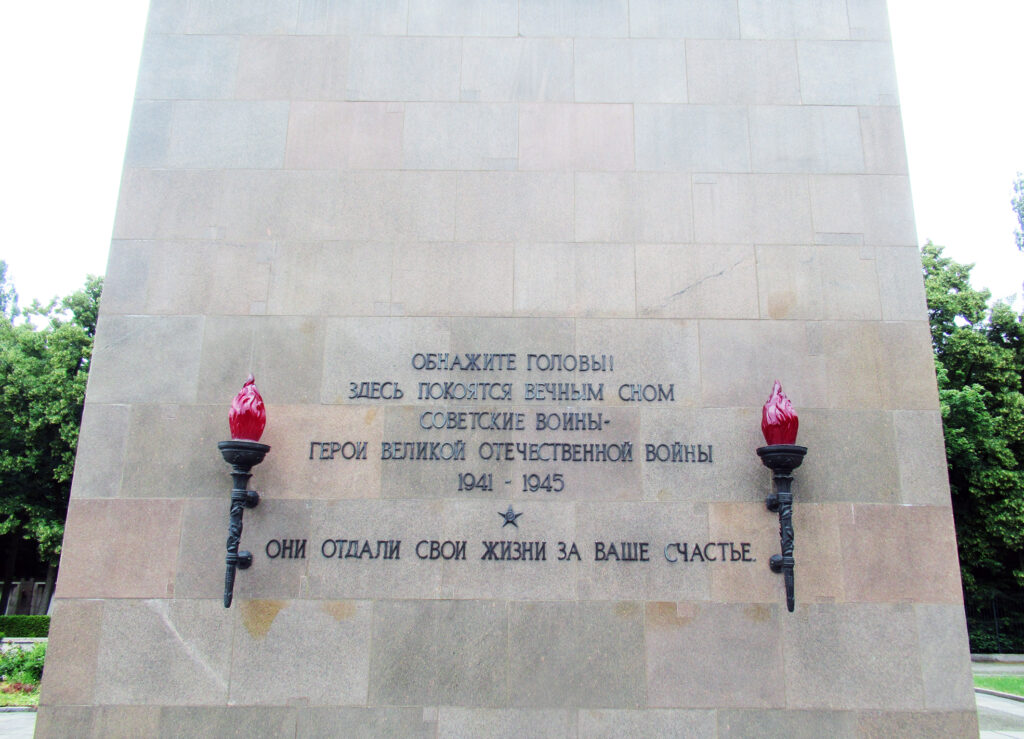 ОБНАЖИТЕ ГОЛОВЫ!
ЗДЕСЬ ПОКОЯТСЯ ВЕЧНЫМ СНОМ
СОВЕТСКИЕ ВОИНЫ-
ГЕРОИ ВЕЛИКОЙ ОТЕЧЕСТВЕННОЙ ВОЙНЫ
1941 - 1945
ОНИ ОТДАЛИ СВОИ ЖИЗНИ ЗА ВАШЕ СЧАСТЬЕ.